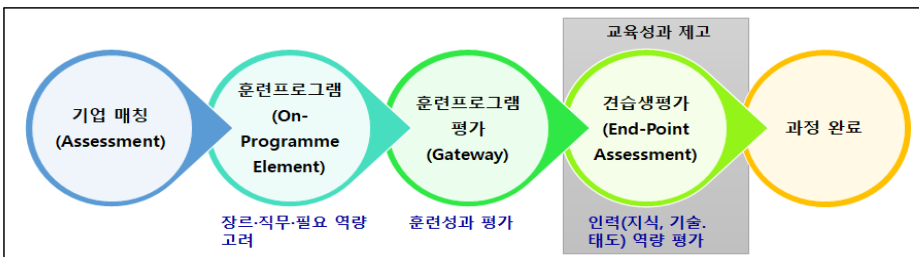 교육성과 제고
기업 매칭
(Assessment)
훈련프로그램
(On-
Programme
Element)
훈련프로그램
평가
(Gateway)
견습생평가
(End-Point
Assessment)
과정 완료
장르·직무·필요 역량
고려
훈련성과 평가
인력(지식, 기술.
태도) 역량 평가